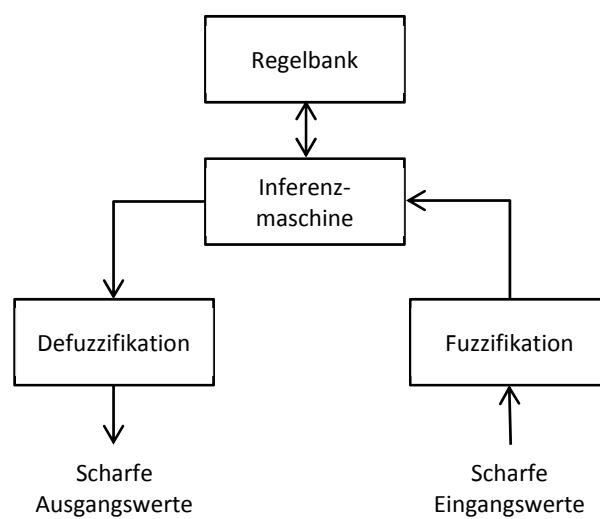 Regelbank
Inferenz-
maschine
Defuzzifikation
Fuzzifikation
Scharfe
Ausgangswerte
Scharfe
Eingangswerte